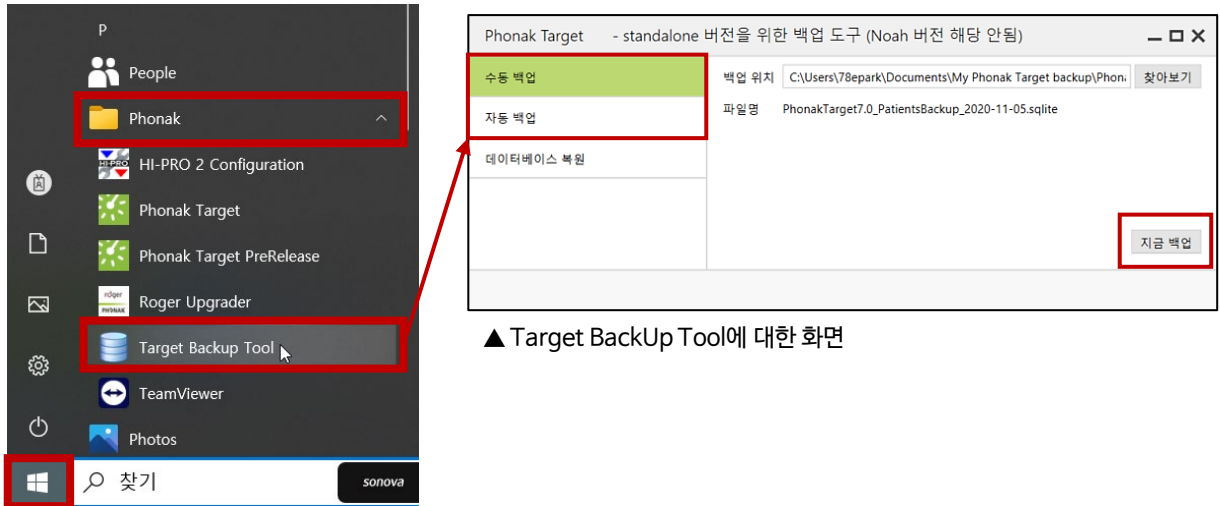 P
People
Phonak
HI-PRO
HI-PRO 2 Configuration
Phonak Target
Phonak Target PreRelease
roger
PHONAK
Roger Upgrader
Target Backup Tool
TeamViewer
Photos
찾기
sonova
Phonak Target - standalone 버전을 위한 백업 도구 (Noah 버전 해당 안됨)
수동 백업
자동 백업
데이터베이스 복원
백업 위치 C:\Users\78epark\Documents\My Phonak Target backup\Phon 찾아보기
파일명 PhonakTarget7.0_PatientsBackup_2020-11-05.sqlite
지금 백업
▲ Target BackUp Tool에 대한 화면